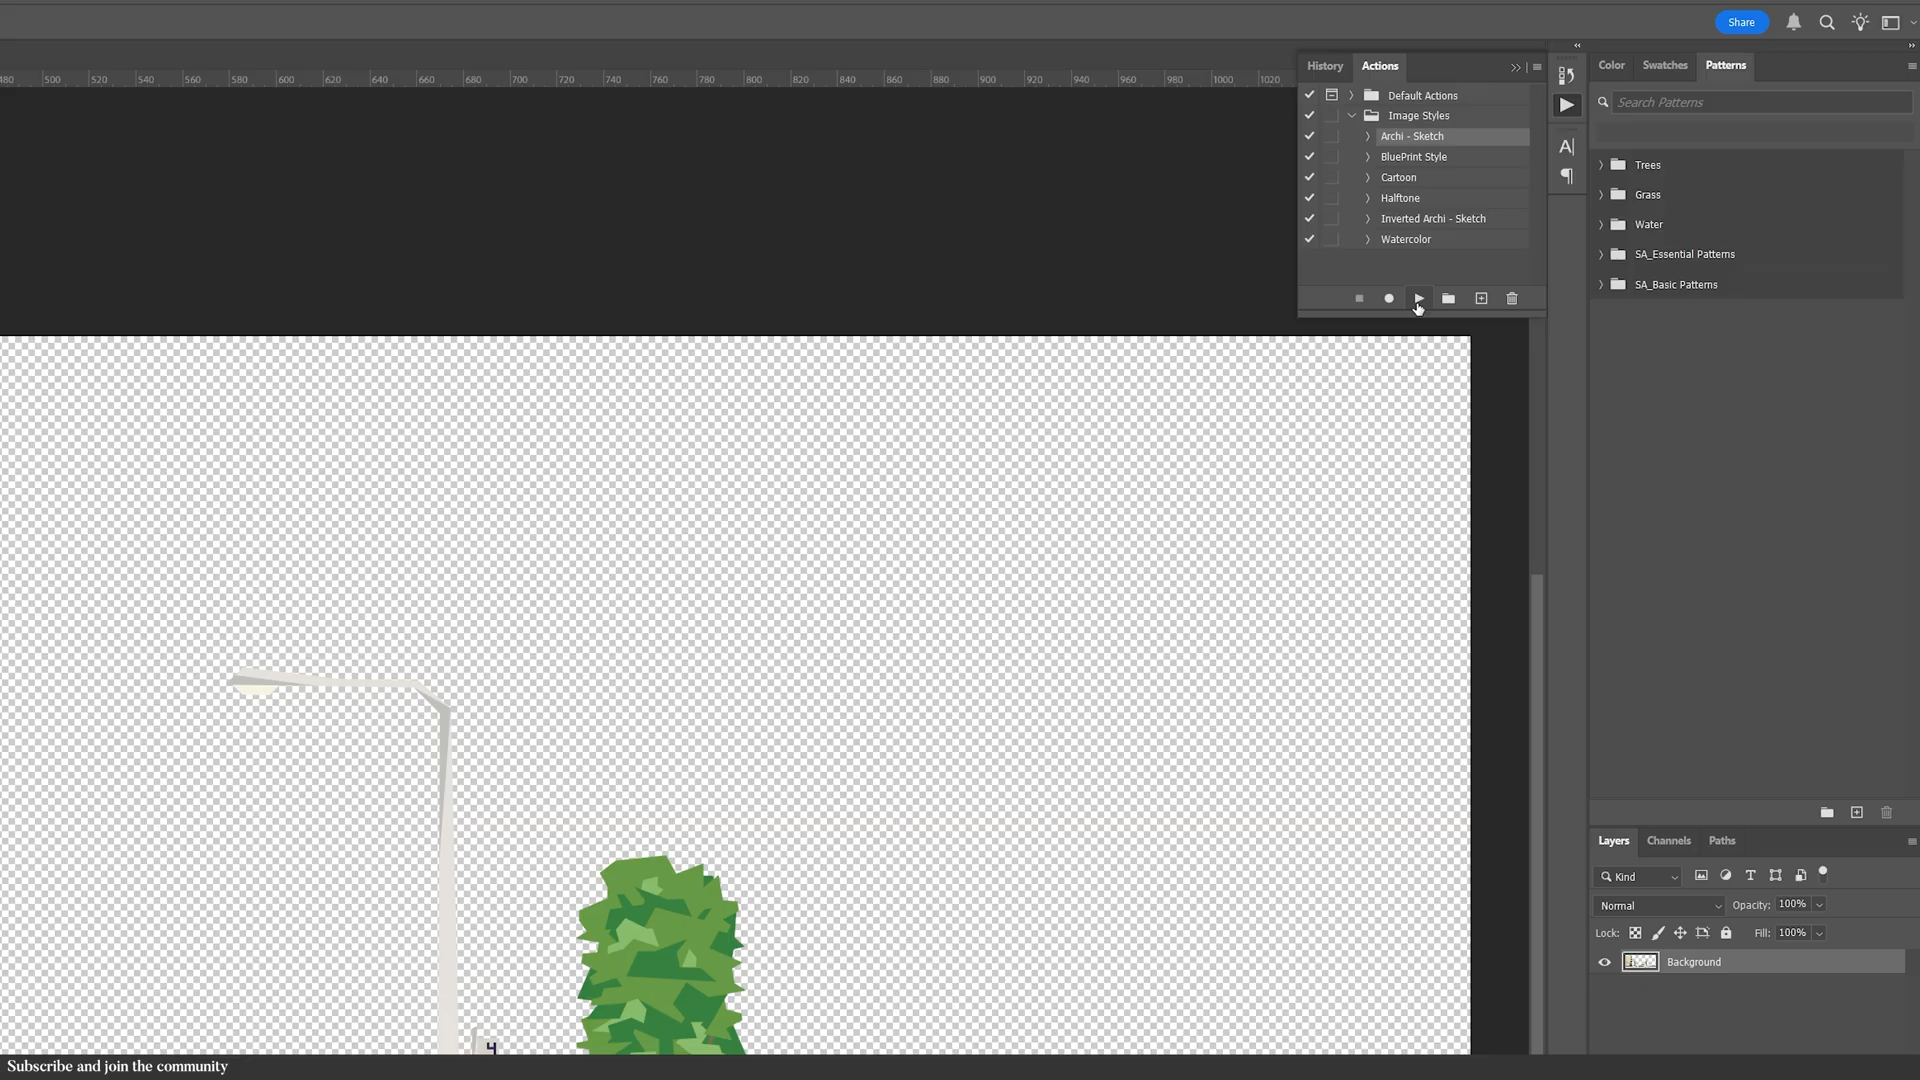 Share
480 500 520 540 560 580 600 620 640 660 680 700 720 740 760 780 800 820 840 860 880 900 920 940 960 980 1000 1020
History Actions
Default Actions
Image Styles
Archi - Sketch
BluePrint Style
Cartoon
Halftone
Inverted Archi - Sketch
Watercolor
Color Swatches Patterns
Search Patterns
Trees
Grass
Water
SA_Essential Patterns
SA_Basic Patterns
Layers Channels Paths
Kind
Normal Opacity: 100%
Lock: Fill: 100%
Background
Subscribe and join the community